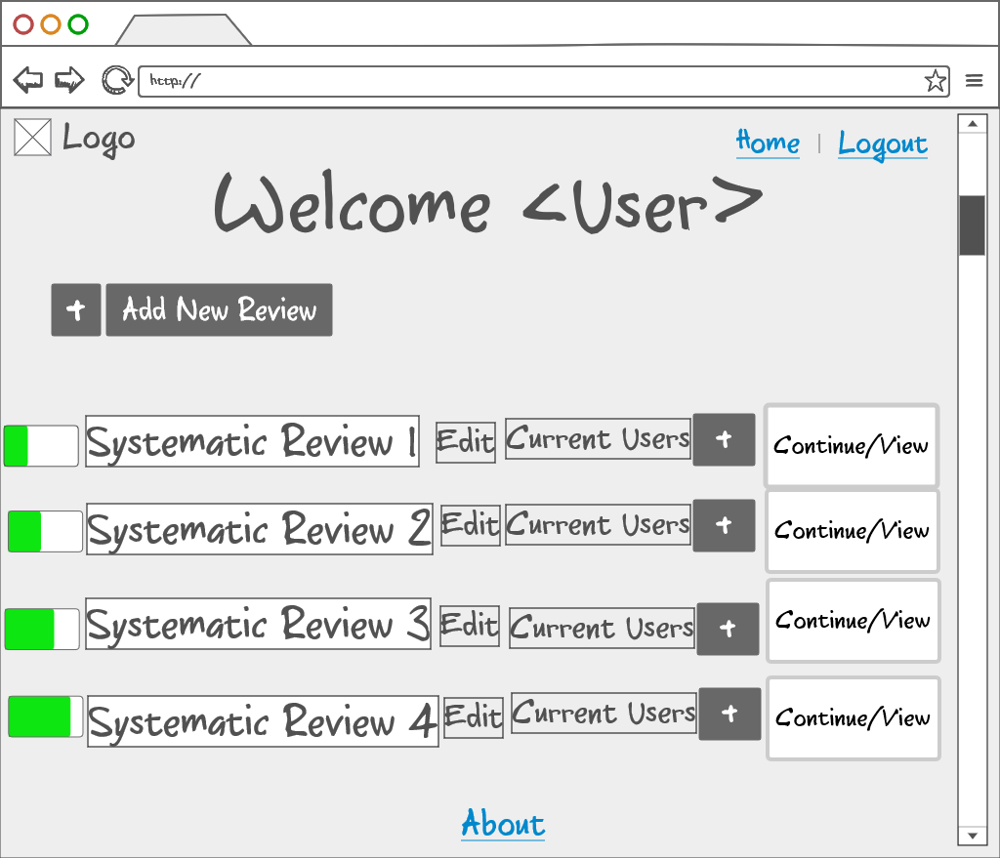 http://
Logo
Home | Logout
Welcome <User>
+ Add New Review
Systematic Review 1 Edit Current Users + Continue/View
Systematic Review 2 Edit Current Users + Continue/View
Systematic Review 3 Edit Current Users + Continue/View
Systematic Review 4 Edit Current Users + Continue/View
About